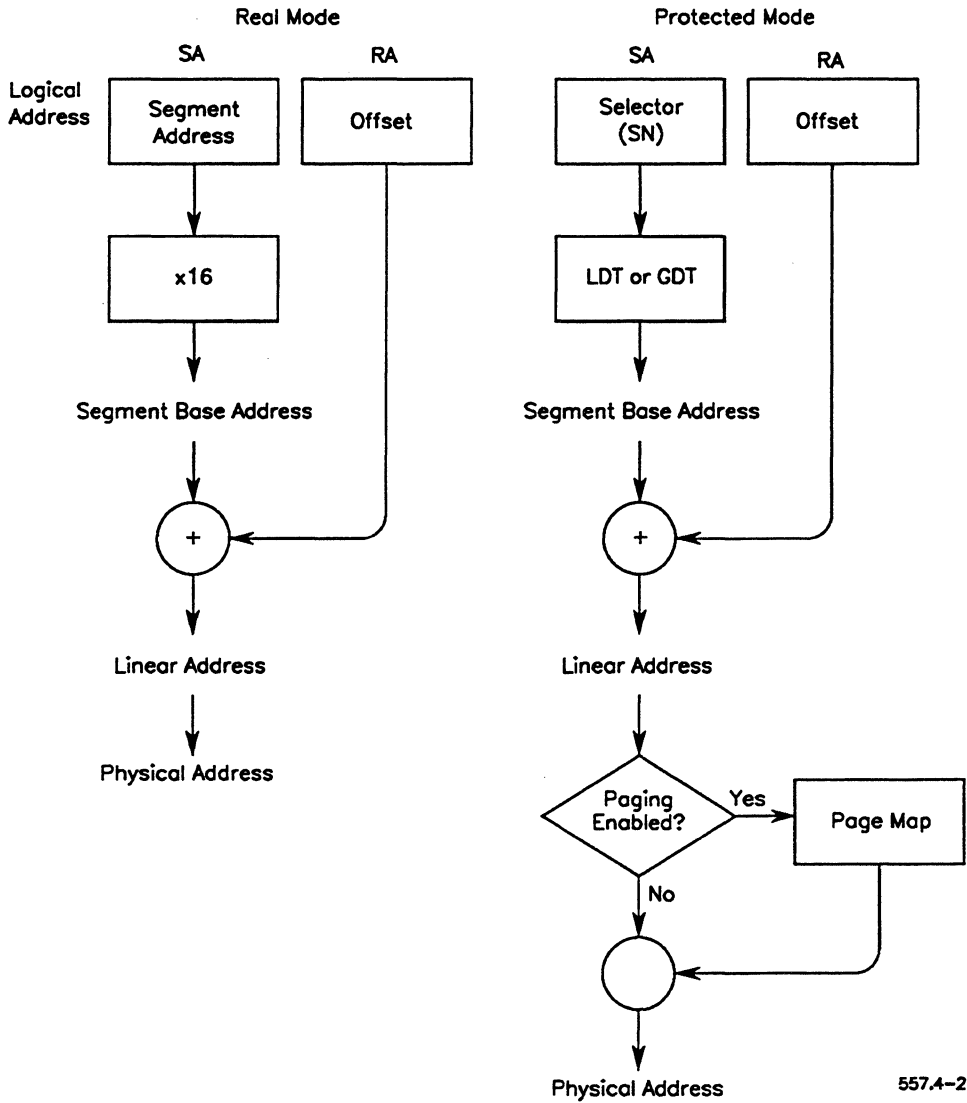 Real Mode
Protected Mode
SA
RA
SA
RA
Logical
Address
Segment
Address
Offset
Selector
(SN)
Offset
x16
LDT or GDT
Segment Base Address
Segment Base Address
+
+
Linear Address
Linear Address
Physical Address
Paging
Enabled?
Yes
Page Map
No
Physical Address
557.4-2